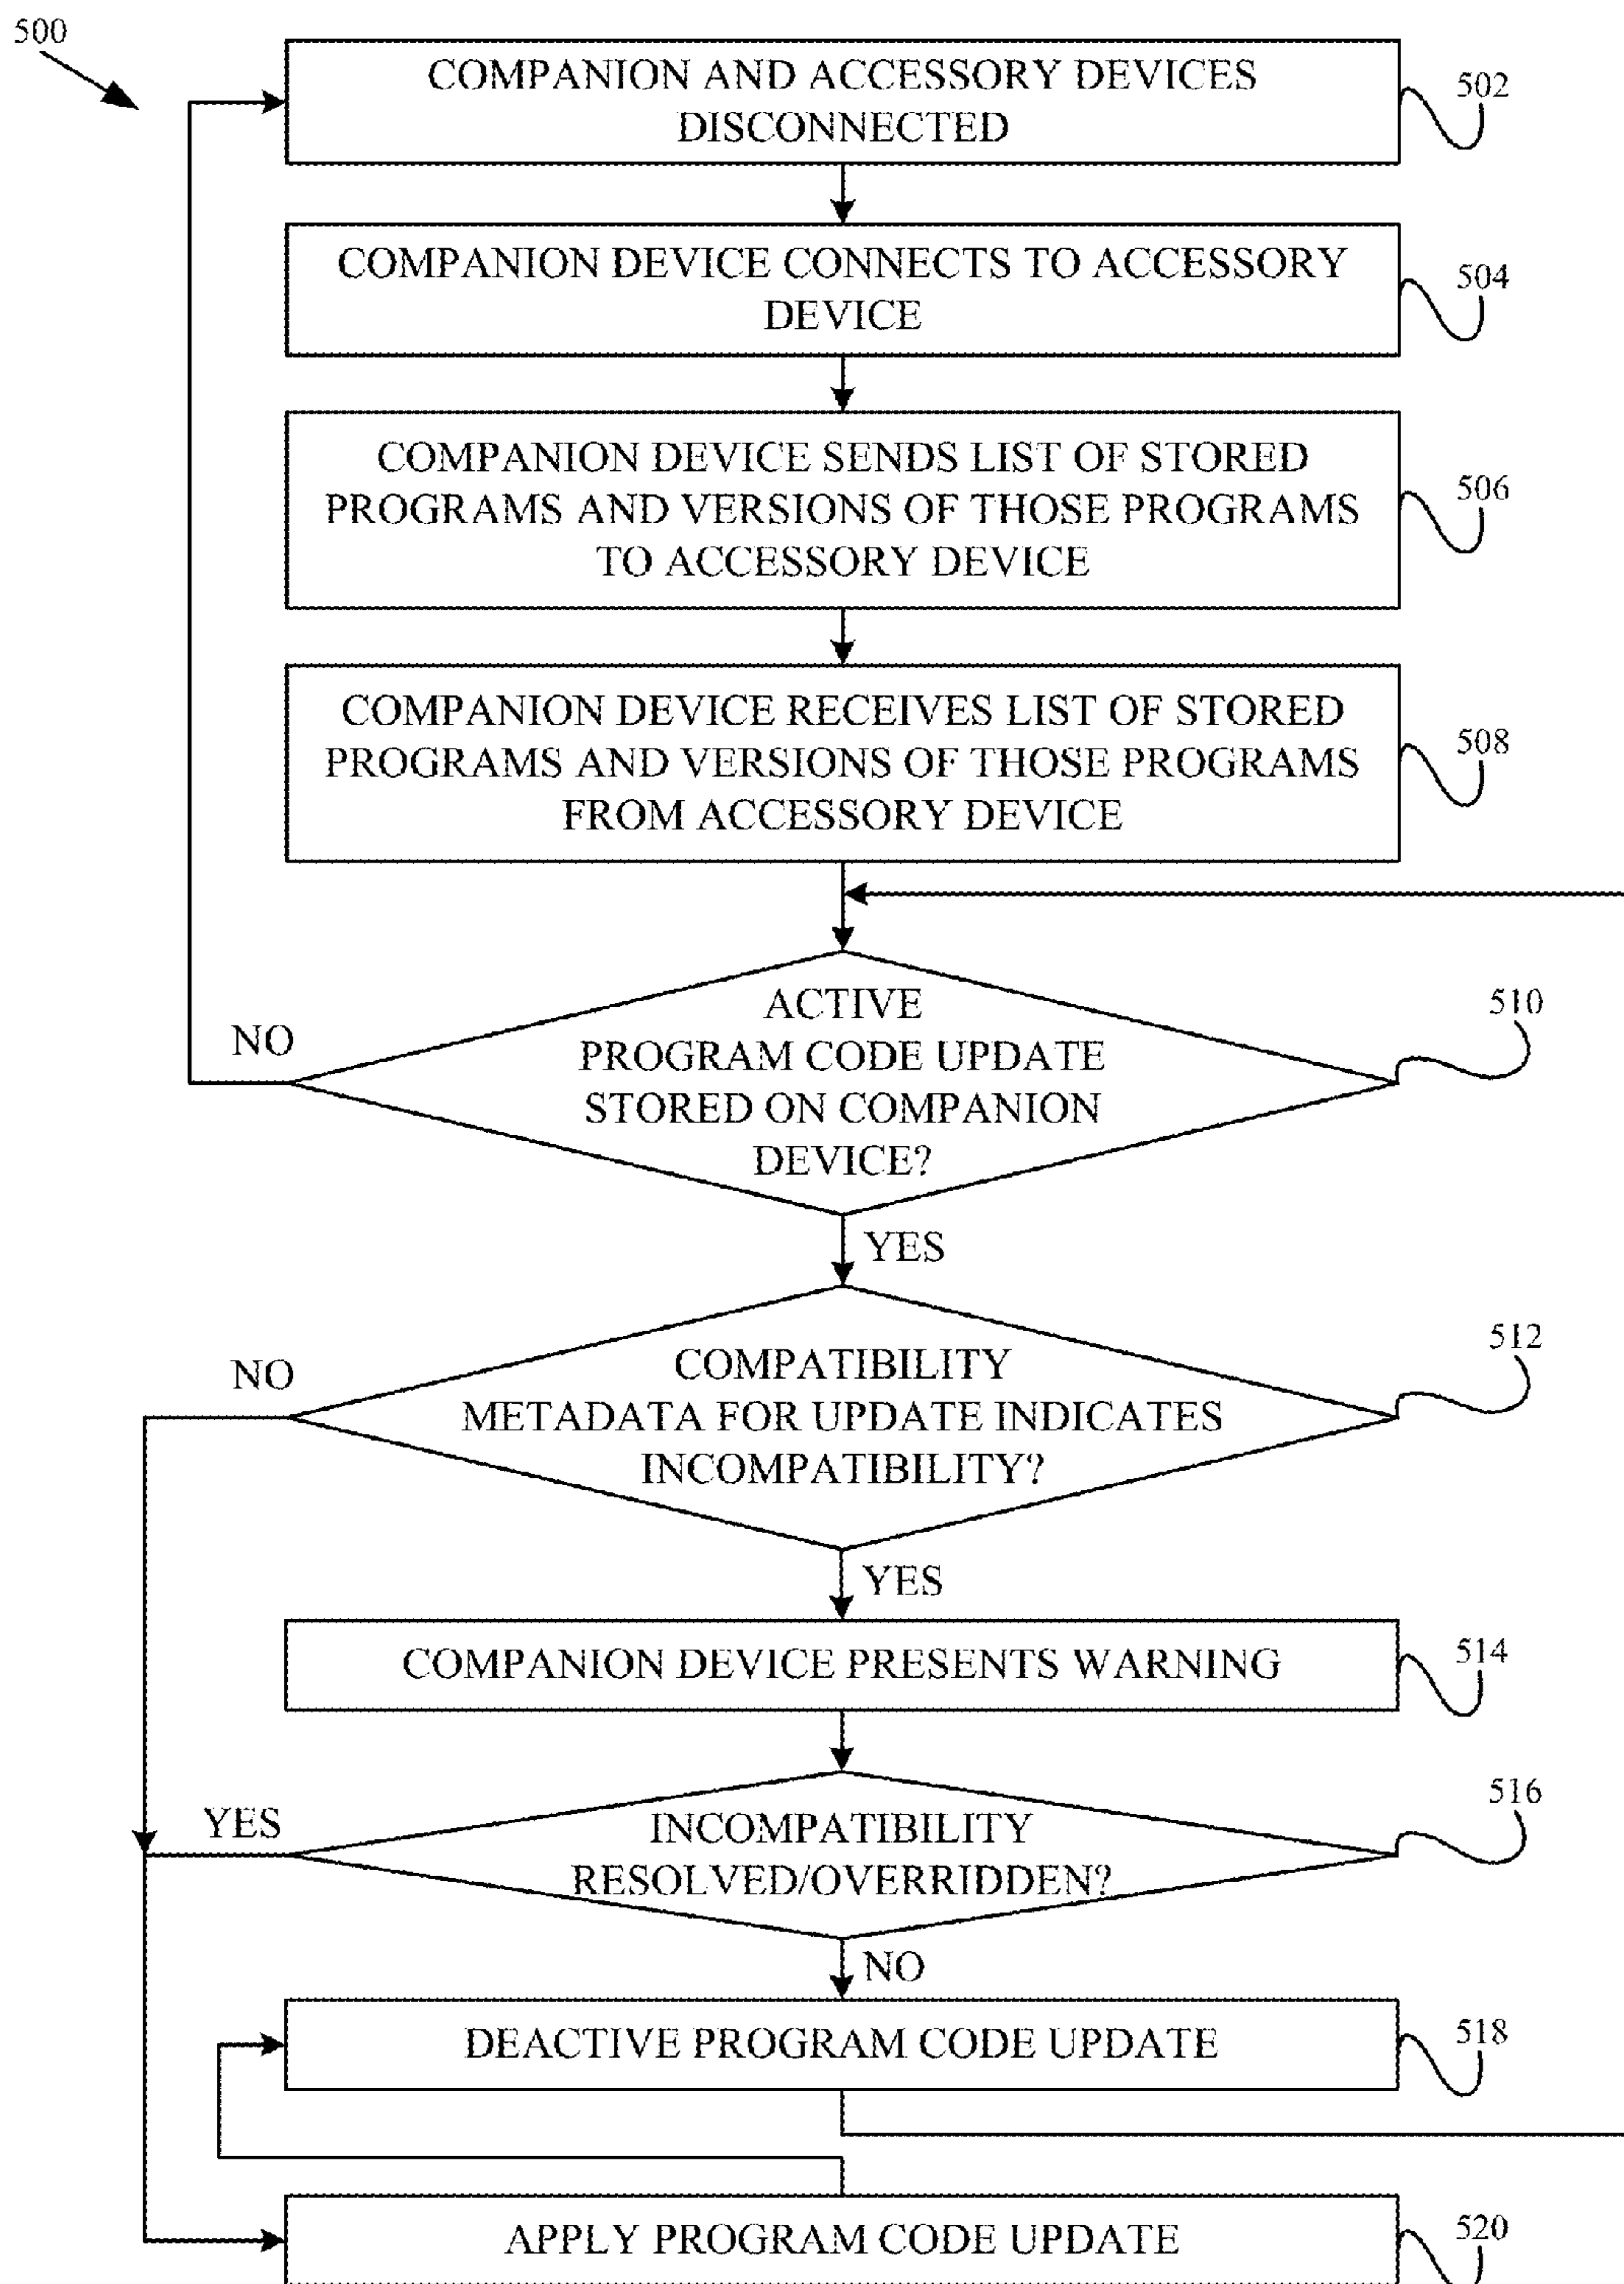 500
COMPANION AND ACCESSORY DEVICES
DISCONNECTED
502
COMPANION DEVICE CONNECTS TO ACCESSORY
DEVICE
504
COMPANION DEVICE SENDS LIST OF STORED
PROGRAMS AND VERSIONS OF THOSE PROGRAMS
TO ACCESSORY DEVICE
506
COMPANION DEVICE RECEIVES LIST OF STORED
PROGRAMS AND VERSIONS OF THOSE PROGRAMS
FROM ACCESSORY DEVICE
508
ACTIVE
PROGRAM CODE UPDATE
STORED ON COMPANION
DEVICE?
510
NO
YES
COMPATIBILITY
METADATA FOR UPDATE INDICATES
INCOMPATIBILITY?
512
NO
YES
COMPANION DEVICE PRESENTS WARNING
514
INCOMPATIBILITY
RESOLVED/OVERRIDDEN?
516
YES
NO
DEACTIVE PROGRAM CODE UPDATE
518
APPLY PROGRAM CODE UPDATE
520